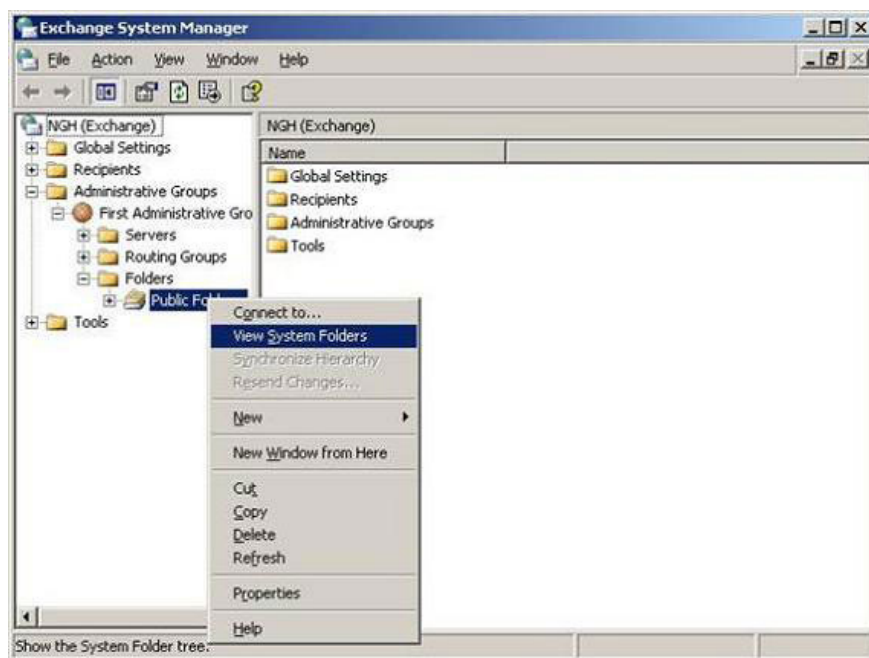 Exchange System Manager
File Action View Window Help
NGH (Exchange)
Global Settings
Recipients
Administrative Groups
First Administrative Gro
Servers
Routing Groups
Folders
Public Fol
Tools
NGH (Exchange)
Name
Global Settings
Recipients
Administrative Groups
Tools
Connect to...
View System Folders
Synchronize Hierarchy
Resend Changes...
New
New Window from Here
Cut
Copy
Delete
Refresh
Properties
Help
Show the System Folder tree.